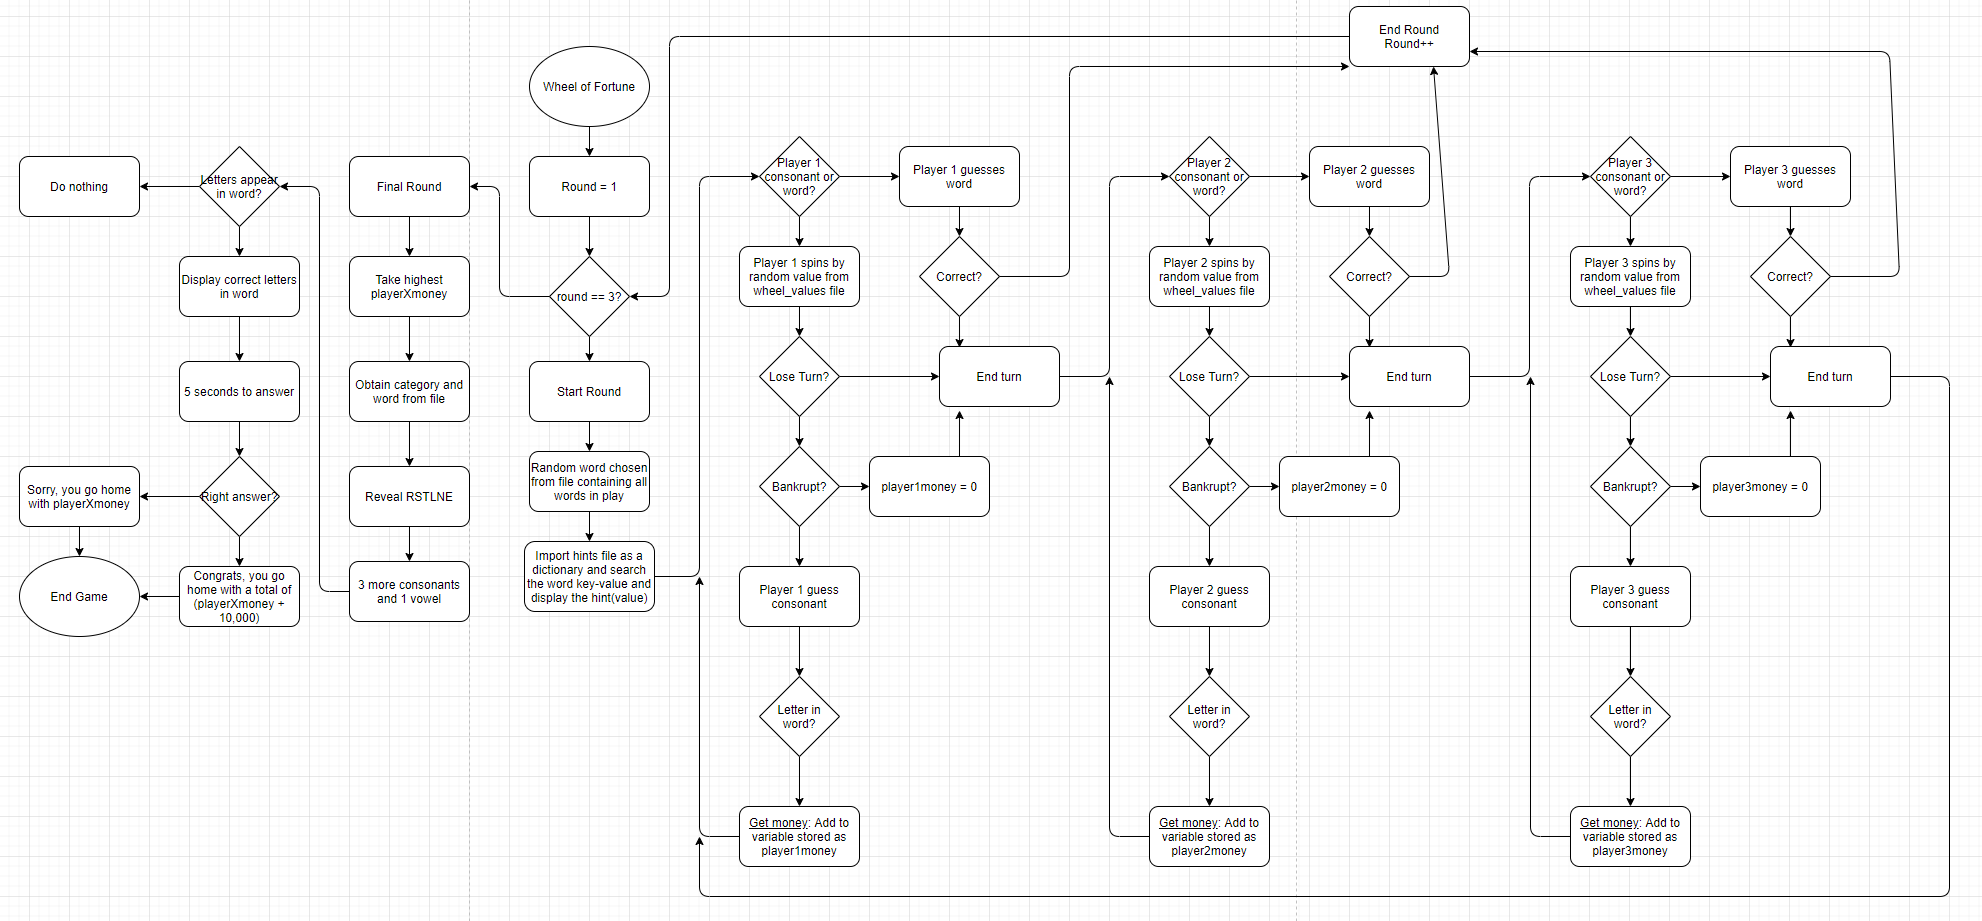 End Round
Round++
Wheel of Fortune
Do nothing
Letters appear
in word?
Final Round
Round = 1
Player 1
consonant or
word?
Player 1 guesses
word
Player 2
consonant or
word?
Player 2 guesses
word
Player 3
consonant or
word?
Player 3 guesses
word
Display correct letters
in word
Take highest
playerXmoney
round == 3?
Player 1 spins by
random value from
wheel_values file
Correct?
Player 2 spins by
random value from
wheel_values file
Correct?
Player 3 spins by
random value from
wheel_values file
Correct?
5 seconds to answer
Obtain category and
word from file
Start Round
Lose Turn?
End turn
Lose Turn?
End turn
Lose Turn?
End turn
Sorry, you go home
with playerXmoney
Right answer?
Reveal RSTLNE
Random word chosen
from file containing all
words in play
Bankrupt?
player1money = 0
Bankrupt?
player2money = 0
Bankrupt?
player3money = 0
End Game
Congrats, you go
home with a total of
(playerXmoney +
10,000)
3 more consonants
and 1 vowel
Import hints file as a
dictionary and search
the word key-value and
display the hint(value)
Player 1 guess
consonant
Player 2 guess
consonant
Player 3 guess
consonant
Letter in
word?
Letter in
word?
Letter in
word?
Get money: Add to
variable stored as
player1money
Get money: Add to
variable stored as
player2money
Get money: Add to
variable stored as
player3money